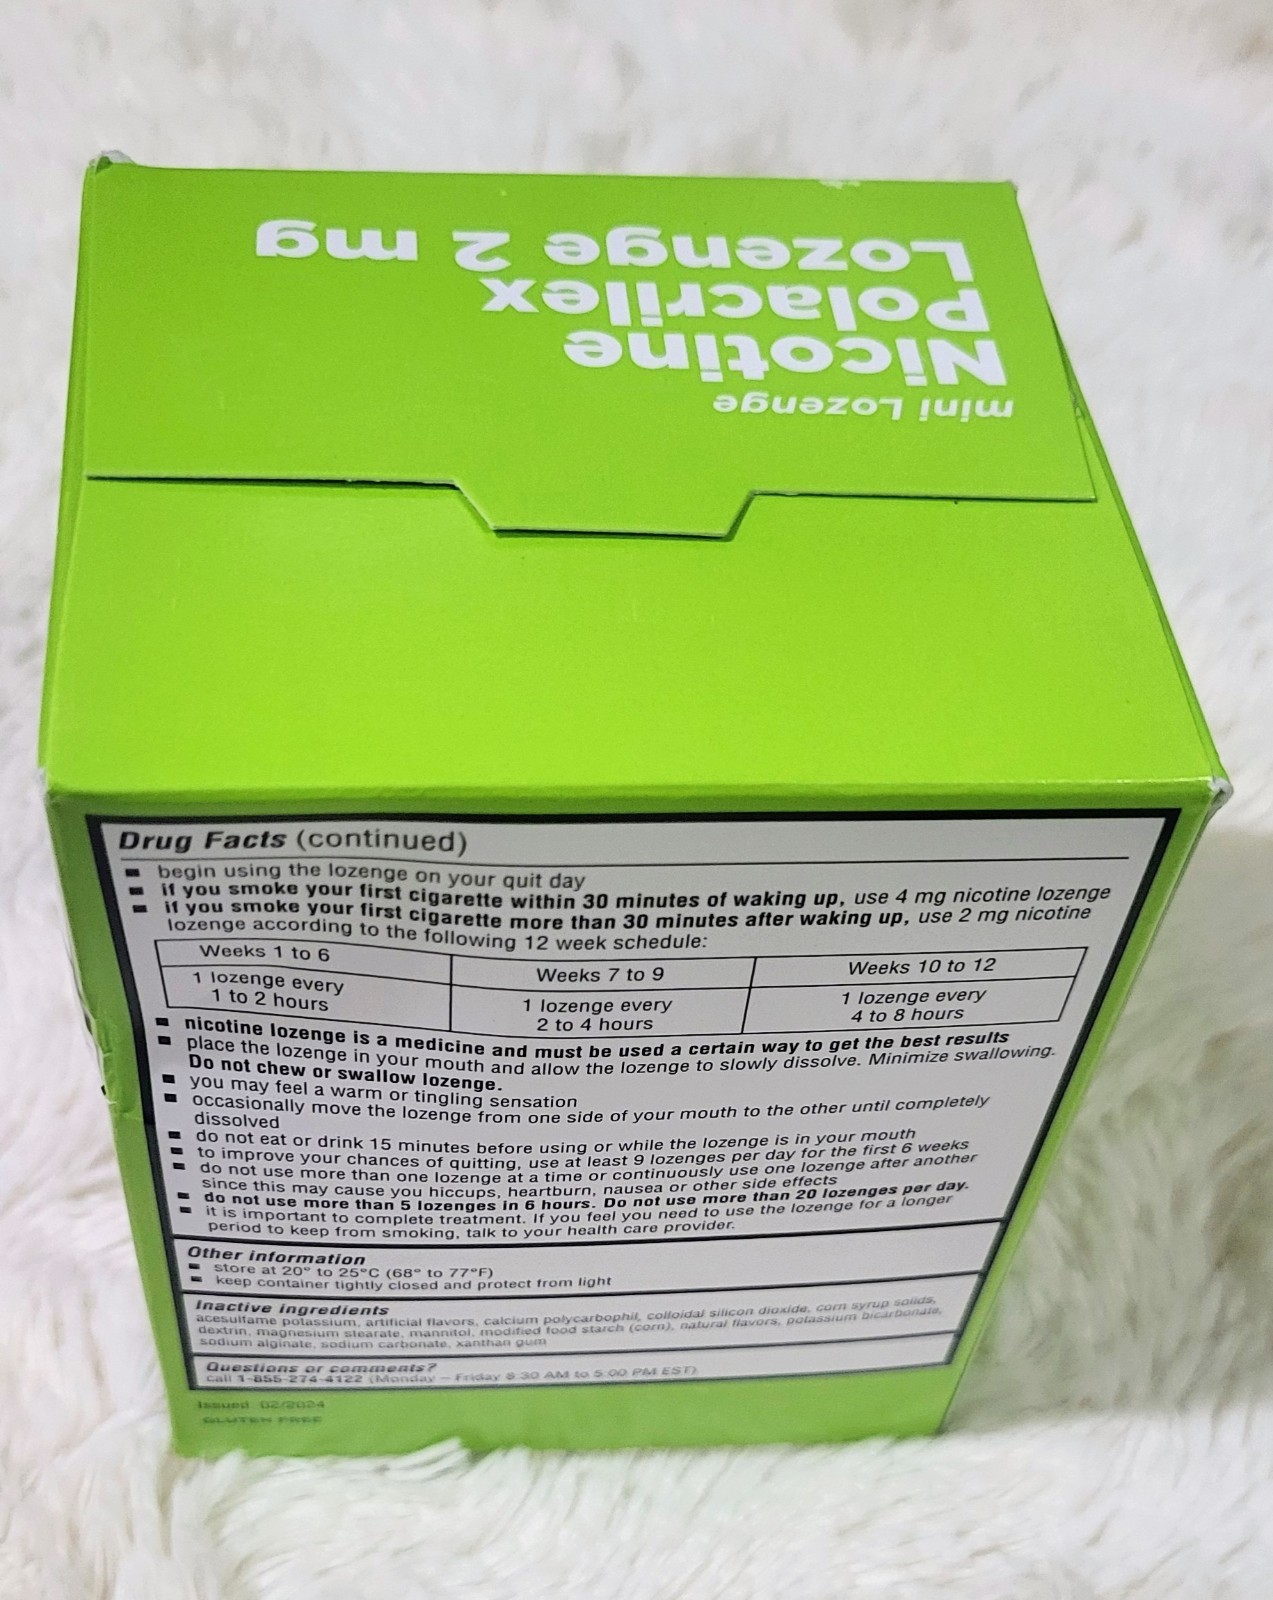 mini Lozenge
Nicotine
Polacrilex
Lozenge 2 mg
Drug Facts (continued)
▪ begin using the lozenge on your quit day
▪ if you smoke your first cigarette within 30 minutes of waking up, use 4 mg nicotine lozenge
▪ if you smoke your first cigarette more than 30 minutes after waking up, use 2 mg nicotine
lozenge according to the following 12 week schedule:
Weeks 1 to 6 Weeks 7 to 9 Weeks 10 to 12
1 lozenge every 1 lozenge every 1 lozenge every
1 to 2 hours 2 to 4 hours 4 to 8 hours
▪ nicotine lozenge is a medicine and must be used a certain way to get the best results
▪ place the lozenge in your mouth and allow the lozenge to slowly dissolve. Minimize swallowing.
Do not chew or swallow lozenge.
▪ you may feel a warm or tingling sensation
▪ occasionally move the lozenge from one side of your mouth to the other until completely
dissolved
▪ do not eat or drink 15 minutes before using or while the lozenge is in your mouth
▪ to improve your chances of quitting, use at least 9 lozenges per day for the first 6 weeks
▪ do not use more than one lozenge at a time or continuously use one lozenge after another
since this may cause you hiccups, heartburn, nausea or other side effects
▪ do not use more than 5 lozenges in 6 hours. Do not use more than 20 lozenges per day.
▪ it is important to complete treatment. If you feel you need to use the lozenge for a longer
period to keep from smoking, talk to your health care provider.
Other information
▪ store at 20° to 25°C (68° to 77°F)
▪ keep container tightly closed and protect from light
Inactive ingredients
acesulfame potassium, artificial flavors, calcium polycarbophil, colloidal silicon dioxide, corn syrup solids,
dextrin, magnesium stearate, mannitol, modified food starch (corn), natural flavors, potassium bicarbonate,
sodium alginate, sodium carbonate, xanthan gum
Questions or comments?
call 1-855-274-4122 (Monday – Friday 8:30 AM to 5:00 PM EST)
Issued 02/2024
GLUTEN FREE